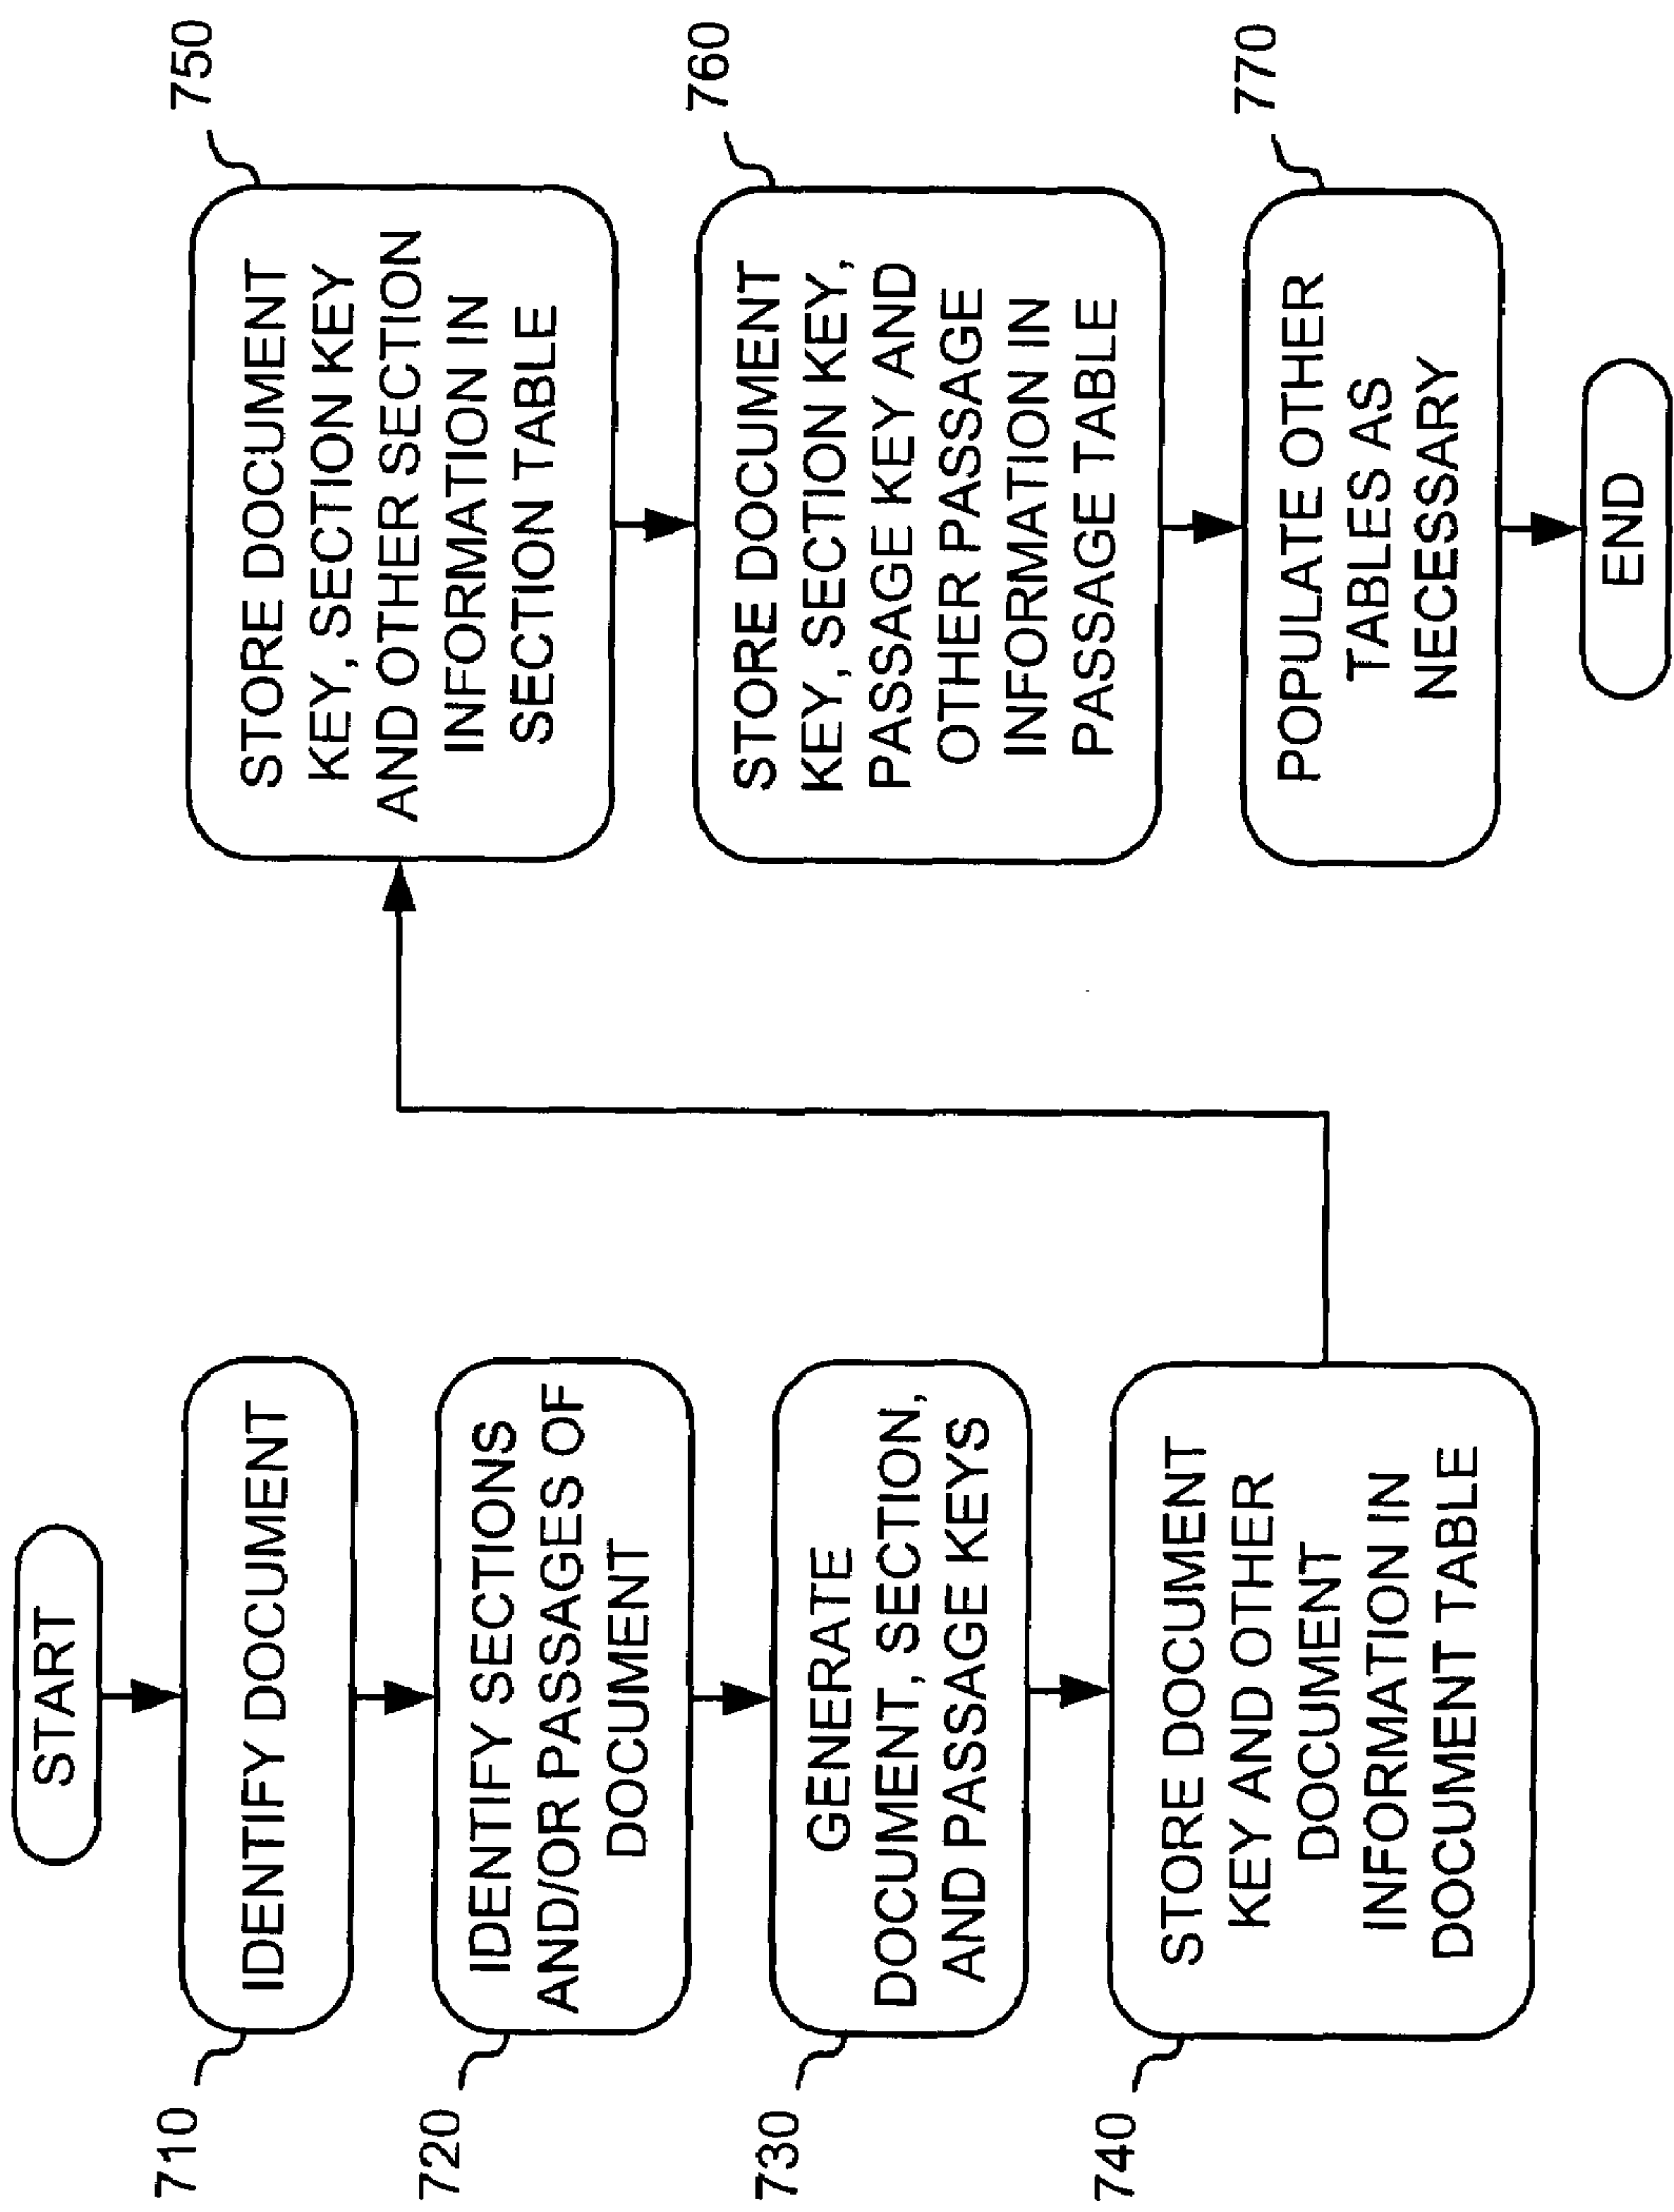 START
710
IDENTIFY DOCUMENT
720
IDENTIFY SECTIONS
AND/OR PASSAGES OF
DOCUMENT
730
GENERATE
DOCUMENT, SECTION,
AND PASSAGE KEYS
740
STORE DOCUMENT
KEY AND OTHER
DOCUMENT
INFORMATION IN
DOCUMENT TABLE
750
STORE DOCUMENT
KEY, SECTION KEY
AND OTHER SECTION
INFORMATION IN
SECTION TABLE
760
STORE DOCUMENT
KEY, SECTION KEY,
PASSAGE KEY AND
OTHER PASSAGE
INFORMATION IN
PASSAGE TABLE
770
POPULATE OTHER
TABLES AS
NECESSARY
END